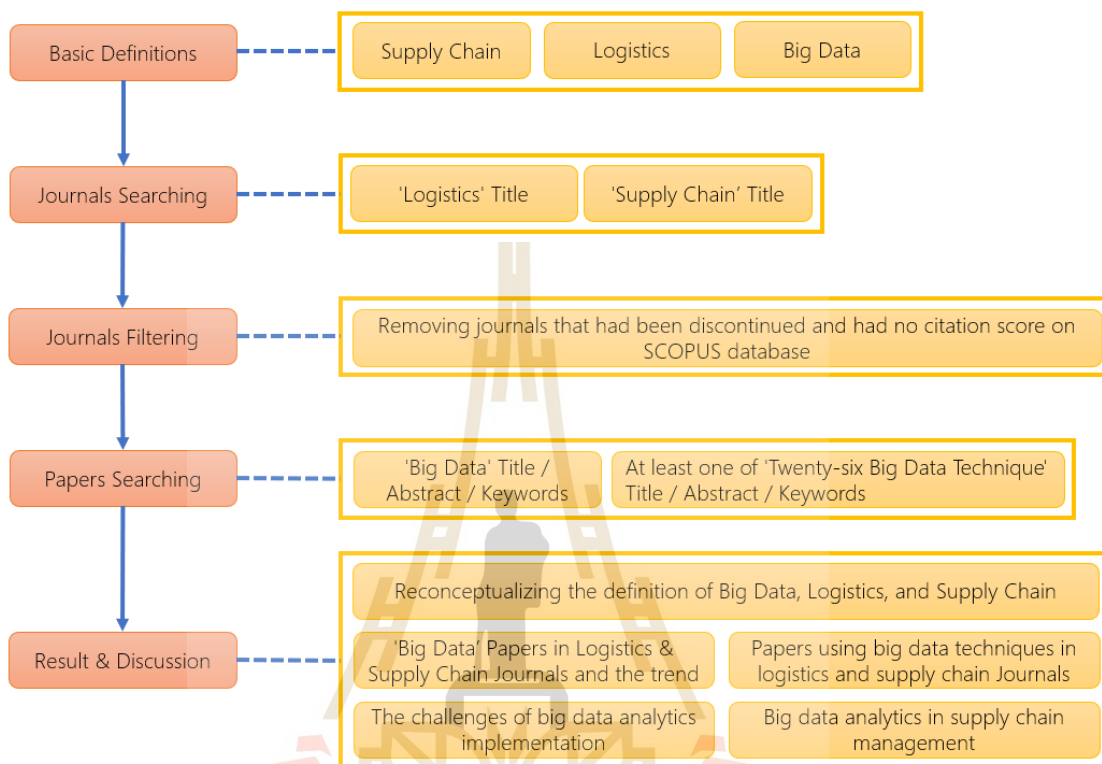 Basic Definitions
Supply Chain
Logistics
Big Data
Journals Searching
'Logistics' Title
'Supply Chain’ Title
Journals Filtering
Removing journals that had been discontinued and had no citation score on
SCOPUS database
Papers Searching
'Big Data' Title /
Abstract / Keywords
At least one of 'Twenty-six Big Data Technique'
Title / Abstract / Keywords
Result & Discussion
Reconceptualizing the definition of Big Data, Logistics, and Supply Chain
'Big Data’ Papers in Logistics &
Supply Chain Journals and the trend
Papers using big data techniques in
logistics and supply chain Journals
The challenges of big data analytics
implementation
Big data analytics in supply chain
management